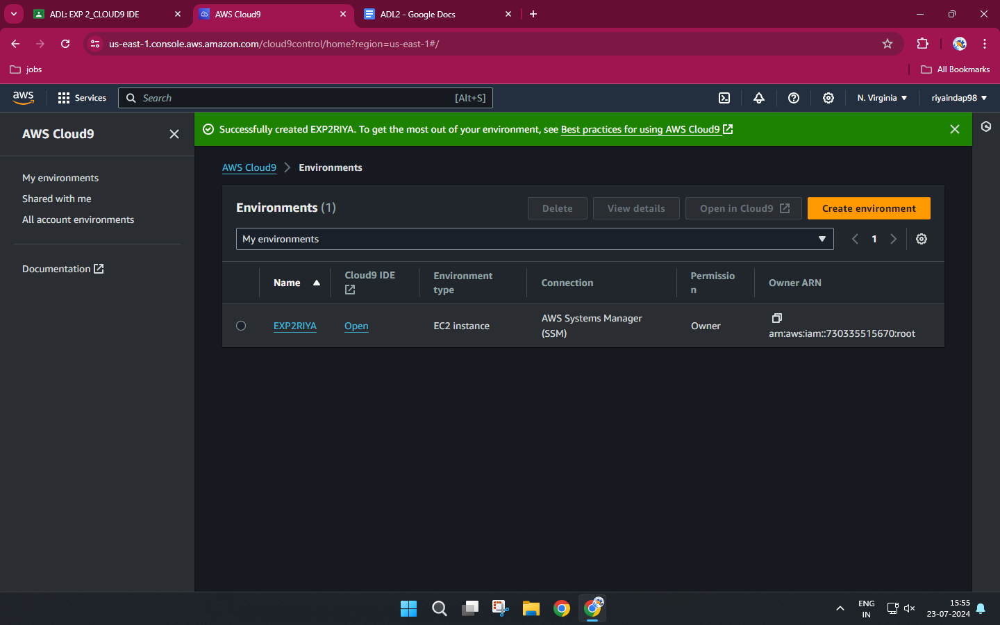 ADL: EXP 2_CLOUD9 IDE
AWS Cloud9
ADL2 - Google Docs
us-east-1.console.aws.amazon.com/cloud9control/home?region=us-east-1#/
jobs
All Bookmarks
aws
Services
Search
[Alt+S]
N. Virginia
riyaindap98
AWS Cloud9
My environments
Shared with me
All account environments
Documentation
Successfully created EXP2RIYA. To get the most out of your environment, see Best practices for using AWS Cloud9
AWS Cloud9
Environments
Environments (1)
Delete
View details
Open in Cloud9
Create environment
My environments
1
Name
Cloud9 IDE
Environment
type
Connection
Permissio
n
Owner ARN
EXP2RIYA
Open
EC2 instance
AWS Systems Manager
(SSM)
Owner
arn:aws:iam::730335515670:root
ENG
IN
15:55
23-07-2024